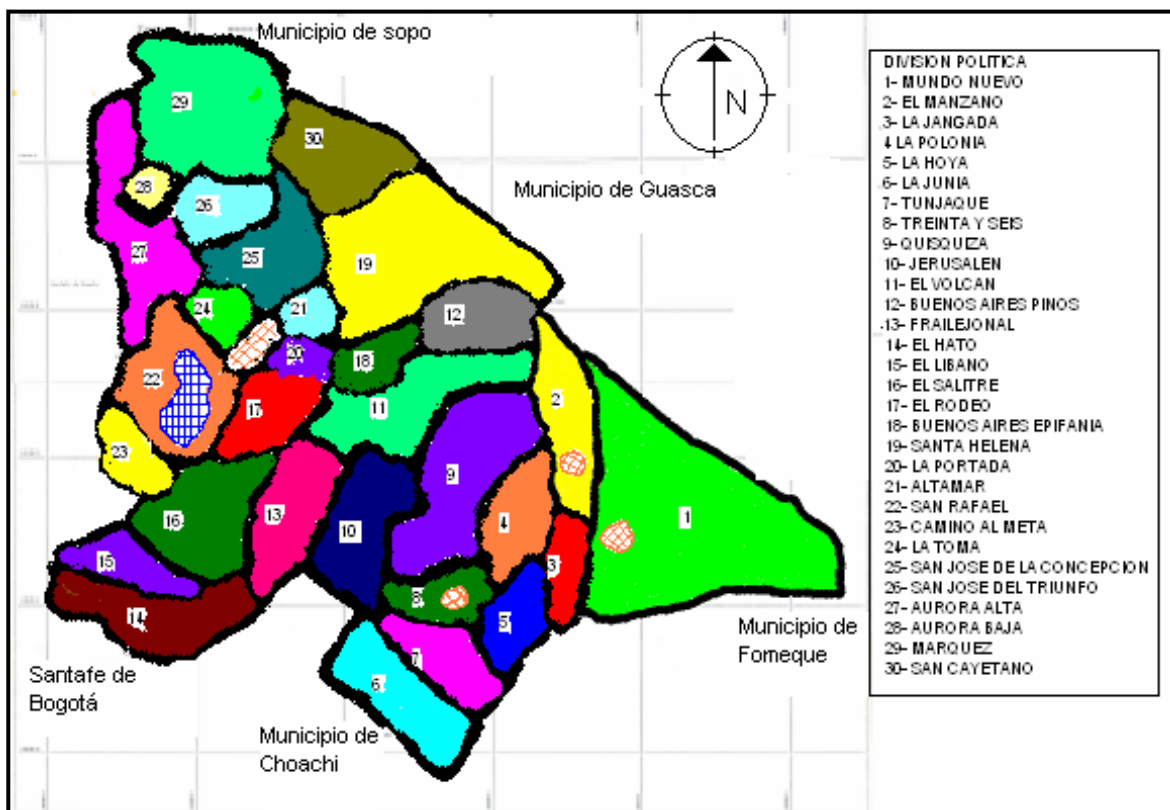 Municipio de sopo
N
Municipio de Guasca
Municipio de
Fomeque
Santafe de
Bogotá
Municipio de
Choachi
29
30
28
26
27
25
19
24
21
12
20
18
22
2
11
17
23
9
13
16
4
10
1
15
3
8
14
5
7
6
DIVISION POLITICA
1- MUNDO NUEVO
2- EL MANZANO
3- LA JANGADA
4 LA POLONIA
5- LA HOYA
6- LA JUNIA
7- TUNJAQUE
8- TREINTA Y SEIS
9- QUISQUIZA
10- JERUSALEN
11- EL VOLCAN
12- BUENOS AIRES PINOS
13- FRAILEJONAL
14- EL HATO
15- EL LIBANO
16- EL SALITRE
17- EL RODEO
18- BUENOS AIRES EPIFANIA
19- SANTA HELENA
20- LA PORTADA
21- ALTAMAR
22- SAN RAFAEL
23- CAMINO AL META
24- LA TOMA
25- SAN JOSE DE LA CONCEPCION
26- SAN JOSE DEL TRIUNFO
27- AURORA ALTA
28- AURORA BAJA
29- MARQUEZ
30- SAN CAYETANO